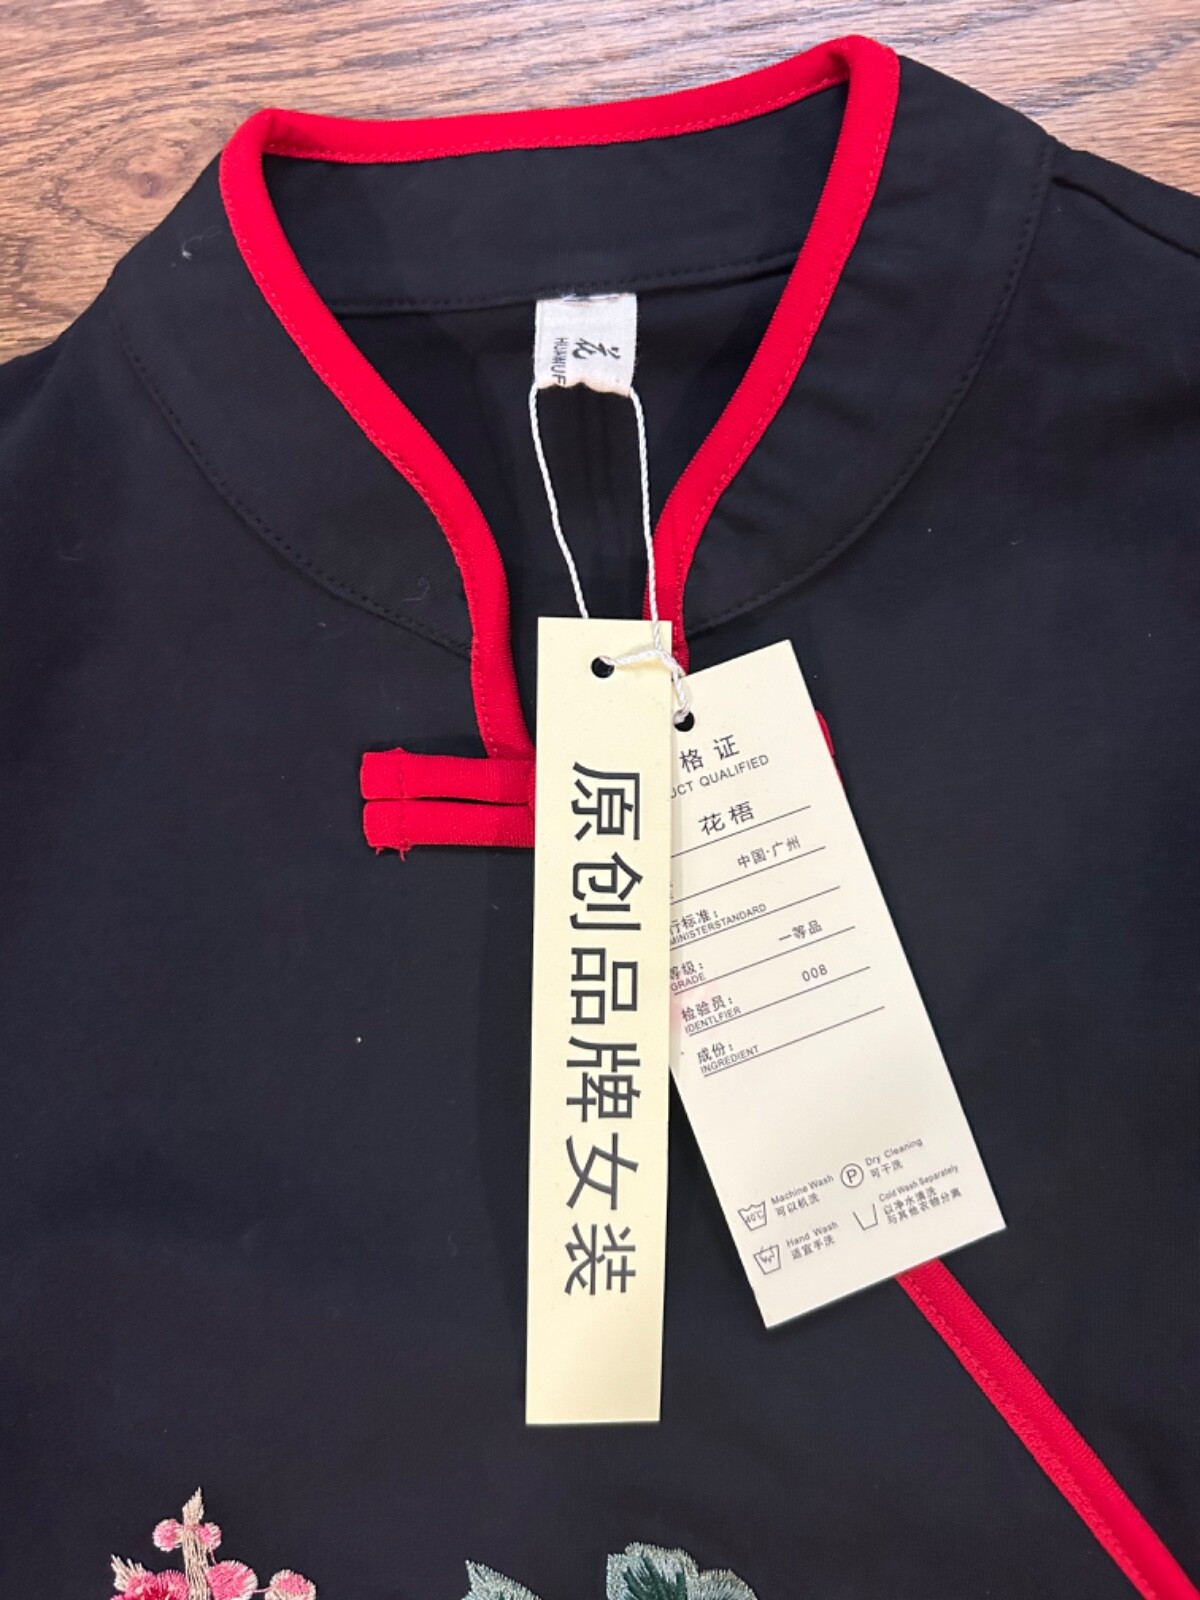 花
HUAWUF
原创品牌女装
格证
UCT QUALIFIED
花梧
中国·广州
行标准：
MINISTERSTANDARD
一等品
等级：
GRADE
008
检验员：
IDENTLFIER
成份：
INGREDIENT
40℃
Machine Wash
可以机洗
P
Dry Cleaning
可干洗
Hand Wash
适宜手洗
Cold Wash Separately
以净水清洗
与其他衣物分离